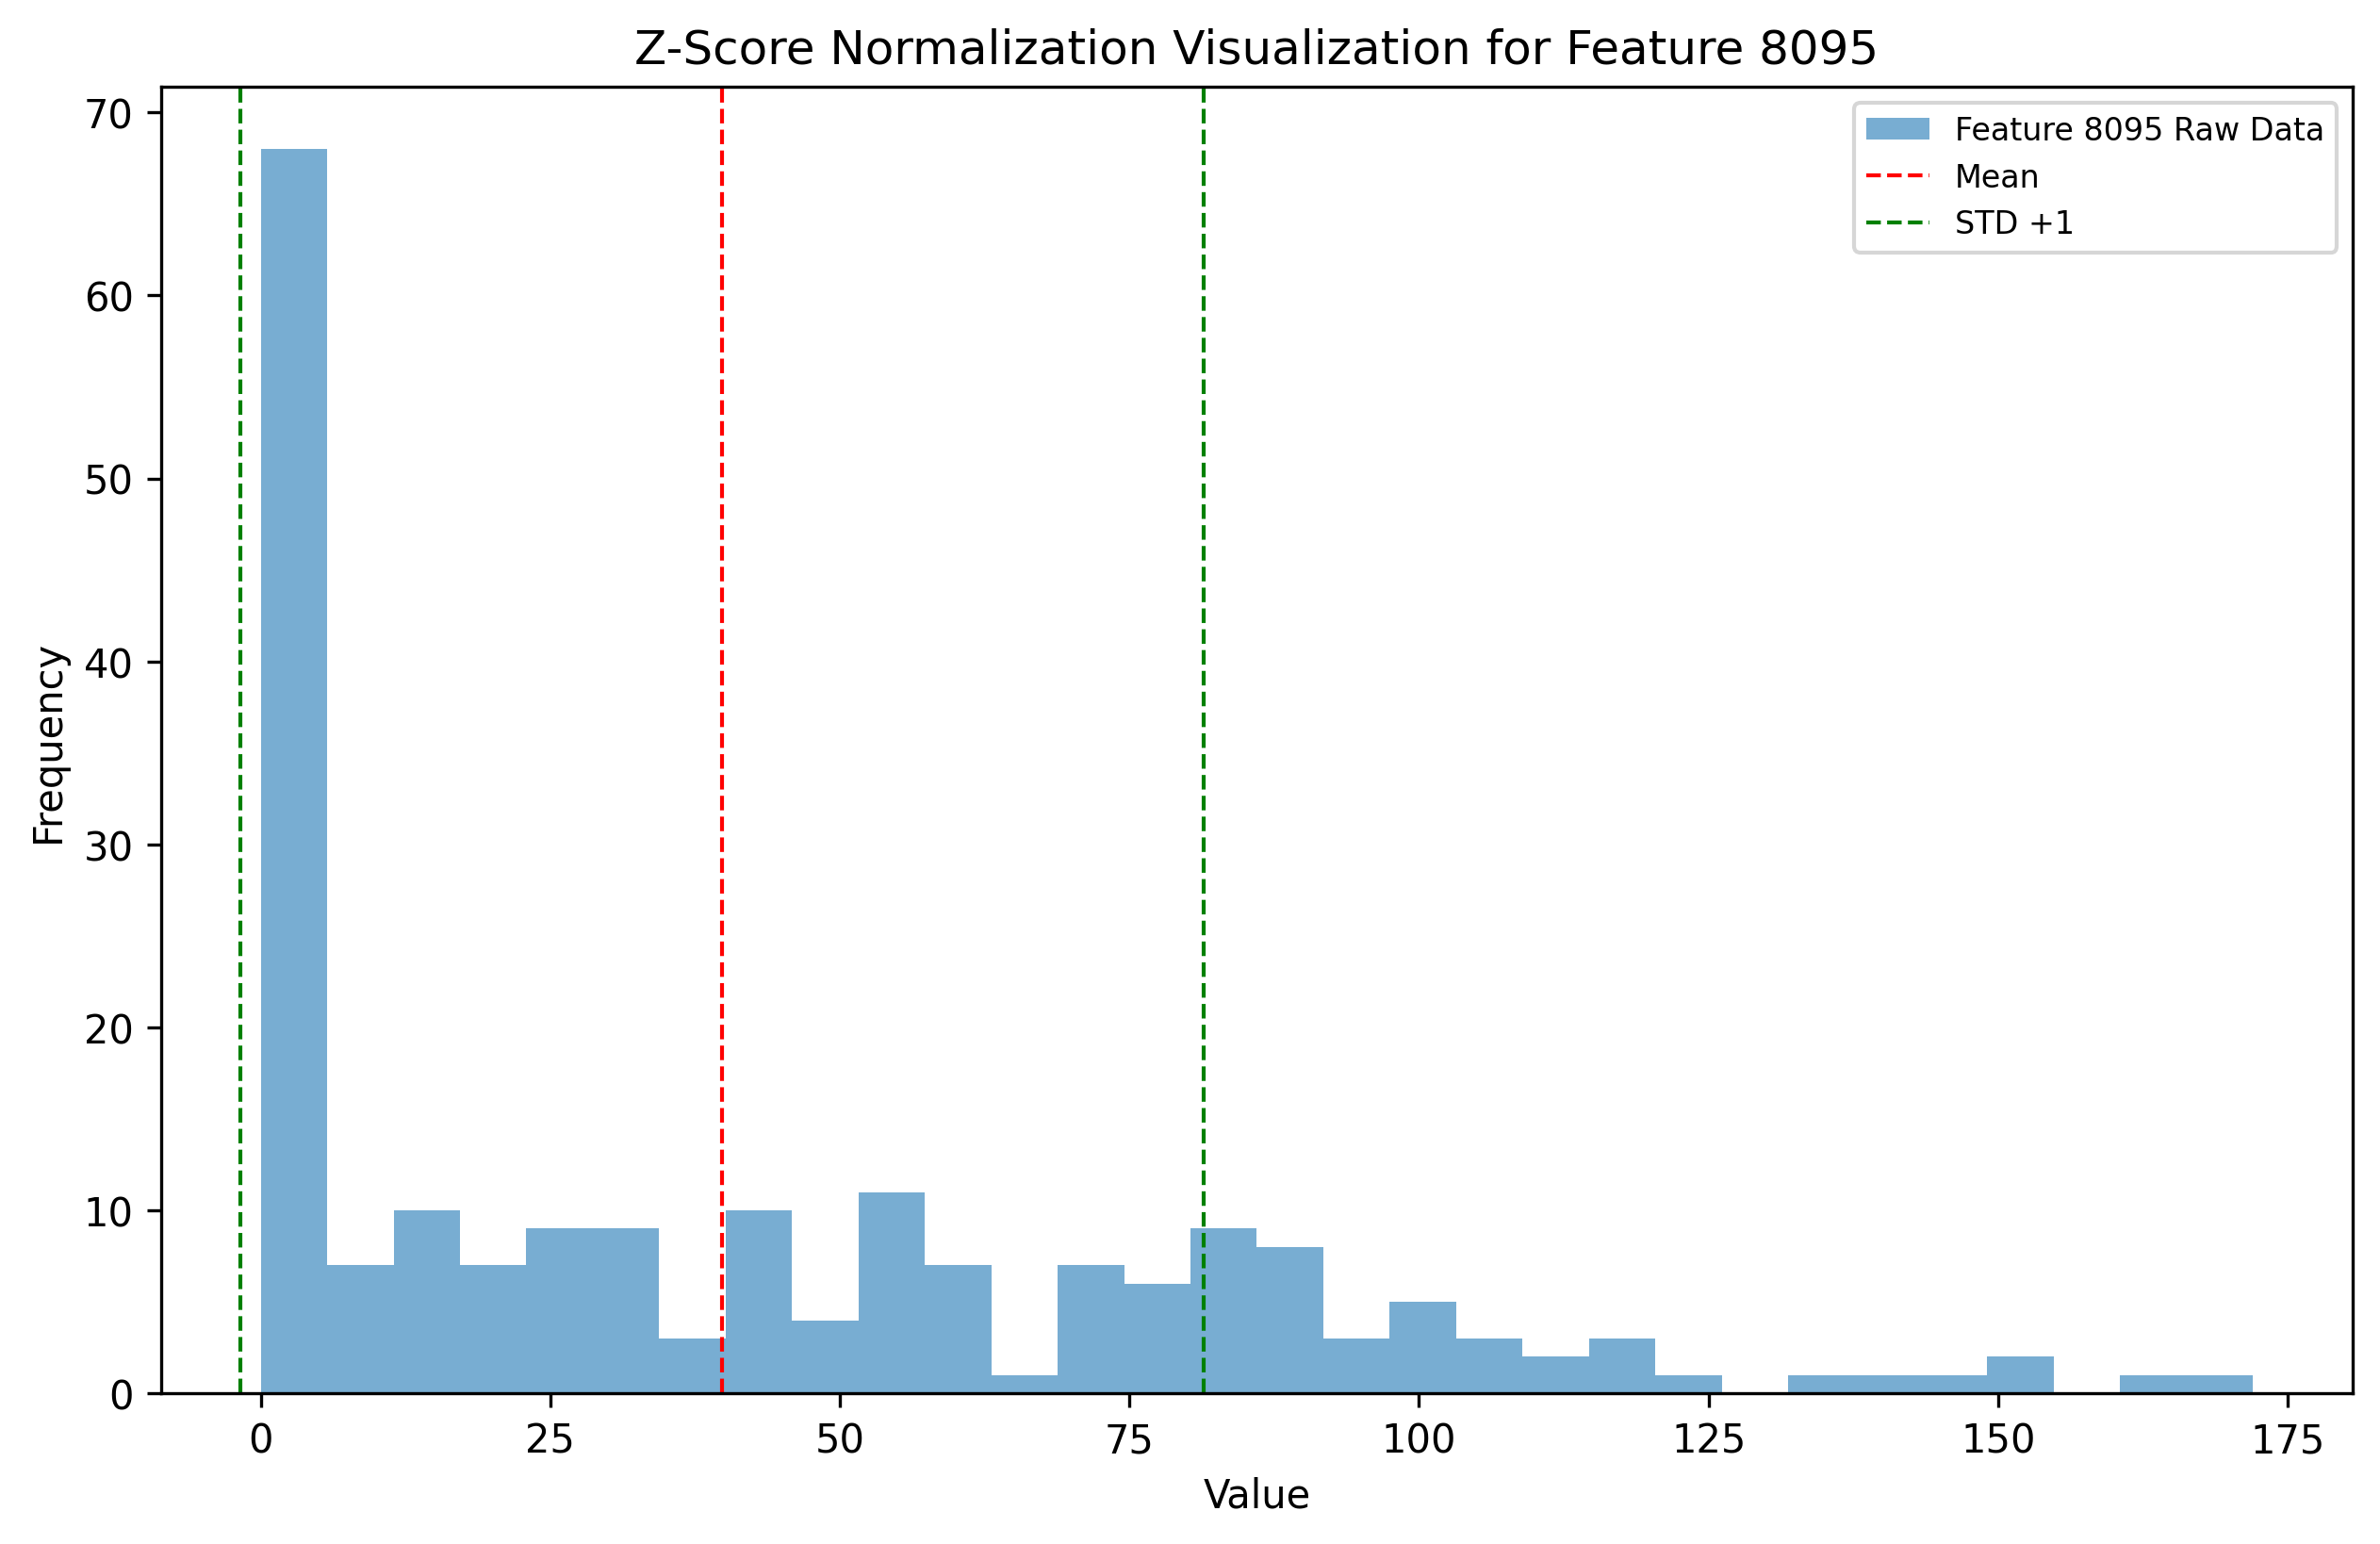 Z-Score Normalization Visualization for Feature 8095
Feature 8095 Raw Data
Mean
STD +1
70
60
50
40
30
20
10
0
Frequency
0 25 50 75 100 125 150 175
Value